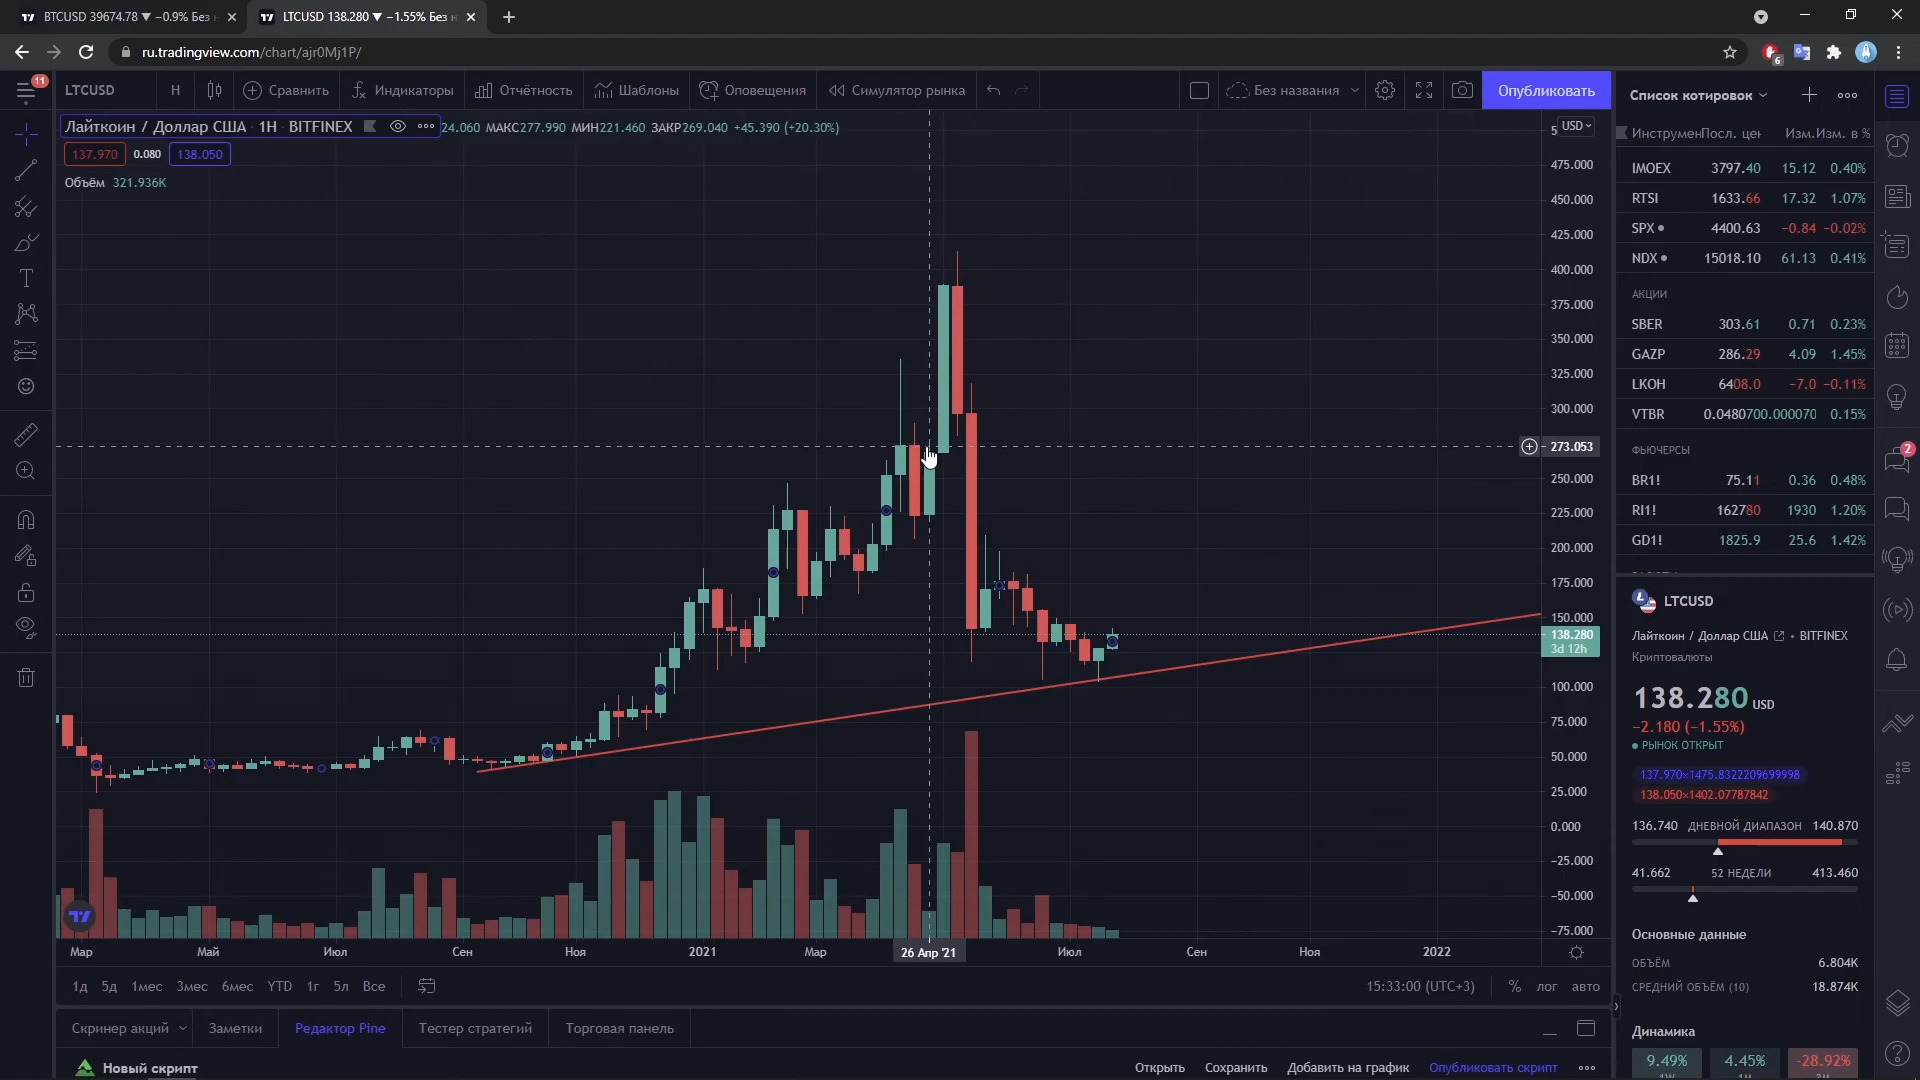 BTCUSD 39674.78 ▼ −0.9% Без н
LTCUSD 138.280 ▼ −1.55% Без н
ru.tradingview.com/chart/ajr0Mj1P/
6
11
LTCUSD Н Сравнить Индикаторы Отчётность Шаблоны Оповещения Симулятор рынка Без названия Опубликовать
Лайткоин / Доллар США · 1Н · BITFINEX 24.060 МАКС277.990 МИН221.460 ЗАКР269.040 +45.390 (+20.30%)
137.970 0.080 138.050
Объём 321.936K
USD
5
475.000
450.000
425.000
400.000
375.000
350.000
325.000
300.000
273.053
250.000
225.000
200.000
175.000
150.000
138.280
3d 12h
100.000
75.000
50.000
25.000
0.000
−25.000
−50.000
−75.000
Мар Май Июл Сен Ноя 2021 Мар 26 Апр '21 Июл Сен Ноя 2022
1д 5д 1мес 3мес 6мес YTD 1г 5л Все 15:33:00 (UTC+3) % лог авто
Скринер акций Заметки Редактор Pine Тестер стратегий Торговая панель
Новый скрипт Открыть Сохранить Добавить на график Опубликовать скрипт
Список котировок
Инструмен Посл. цен Изм. Изм. в %
IMOEX 3797.40 15.12 0.40%
RTSI 1633.66 17.32 1.07%
SPX 4400.63 −0.84 −0.02%
NDX 15018.10 61.13 0.41%
АКЦИИ
SBER 303.61 0.71 0.23%
GAZP 286.29 4.09 1.45%
LKOH 6408.0 −7.0 −0.11%
VTBR 0.0480700.000070 0.15%
ФЬЮЧЕРСЫ
BR1! 75.11 0.36 0.48%
RI1! 162780 1930 1.20%
GD1! 1825.9 25.6 1.42%
2
LTCUSD
Лайткоин / Доллар США • BITFINEX
Криптовалюты
138.280 USD
−2.180 (−1.55%)
РЫНОК ОТКРЫТ
137.970×1475.8322209699998
138.050×1402.07787842
136.740 ДНЕВНОЙ ДИАПАЗОН 140.870
41.662 52 НЕДЕЛИ 413.460
Основные данные
ОБЪЁМ 6.804K
СРЕДНИЙ ОБЪЁМ (10) 18.874K
Динамика
9.49% 4.45% -28.92%